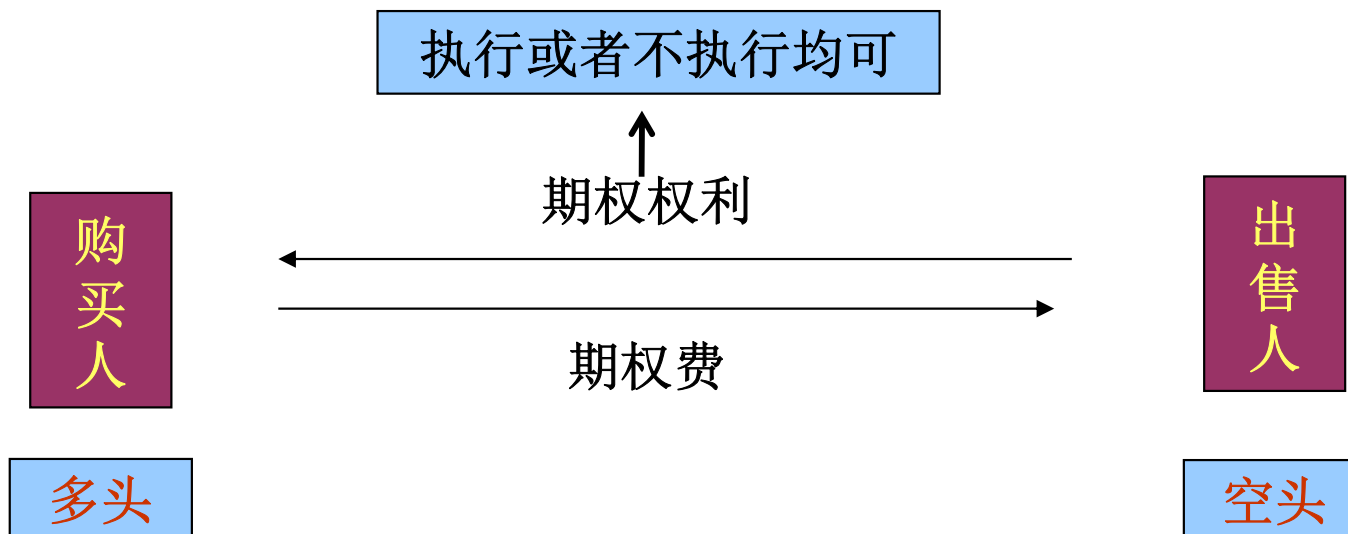 执行或者不执行均可
期权权利
购买人
出售人
期权费
多头
空头